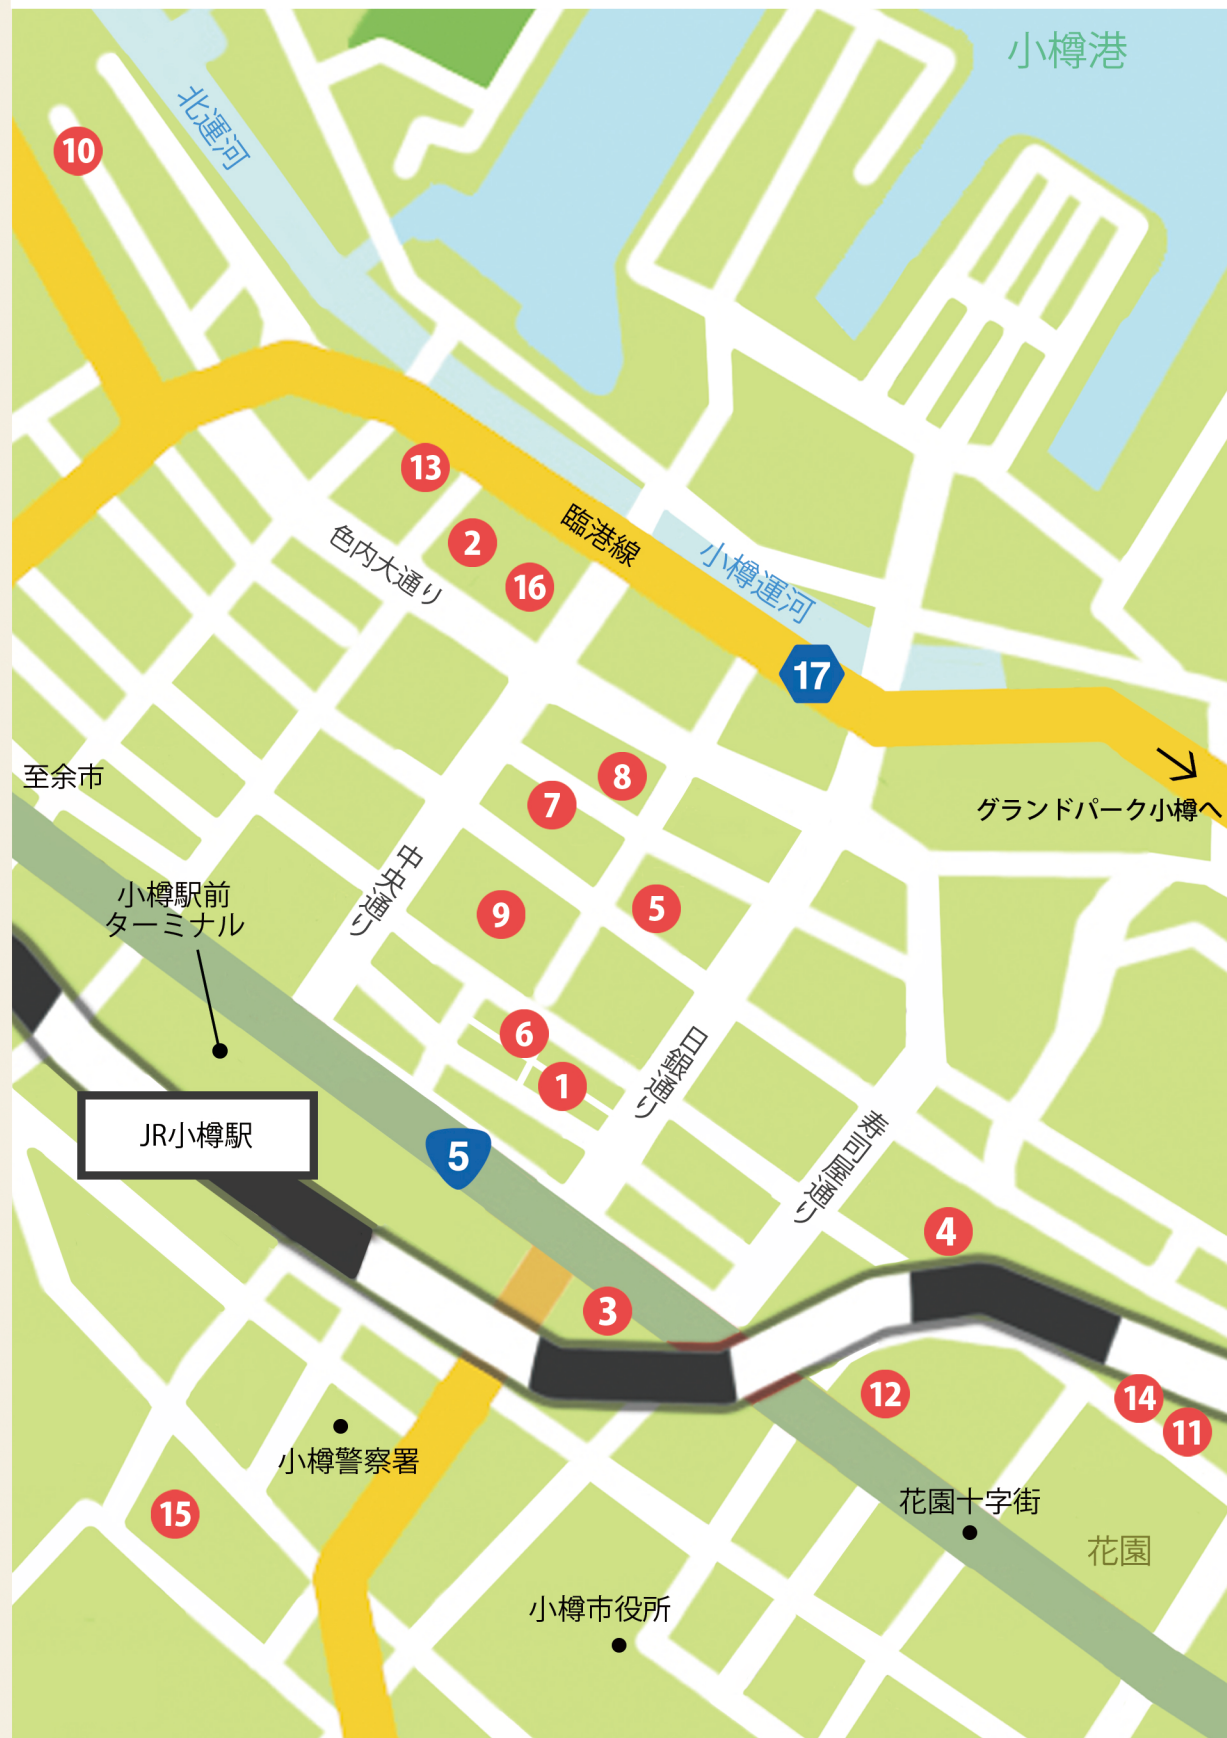 小樽港
北運河
10
13
色内大通り
2
臨港線
16
小樽運河
17
至余市
8
7
グランドパーク小樽へ
中央通り
小樽駅前
ターミナル
9
5
6
1
日銀通り
JR小樽駅
5
寿司屋通り
4
3
12
14
11
小樽警察署
15
花園十字街
花園
小樽市役所